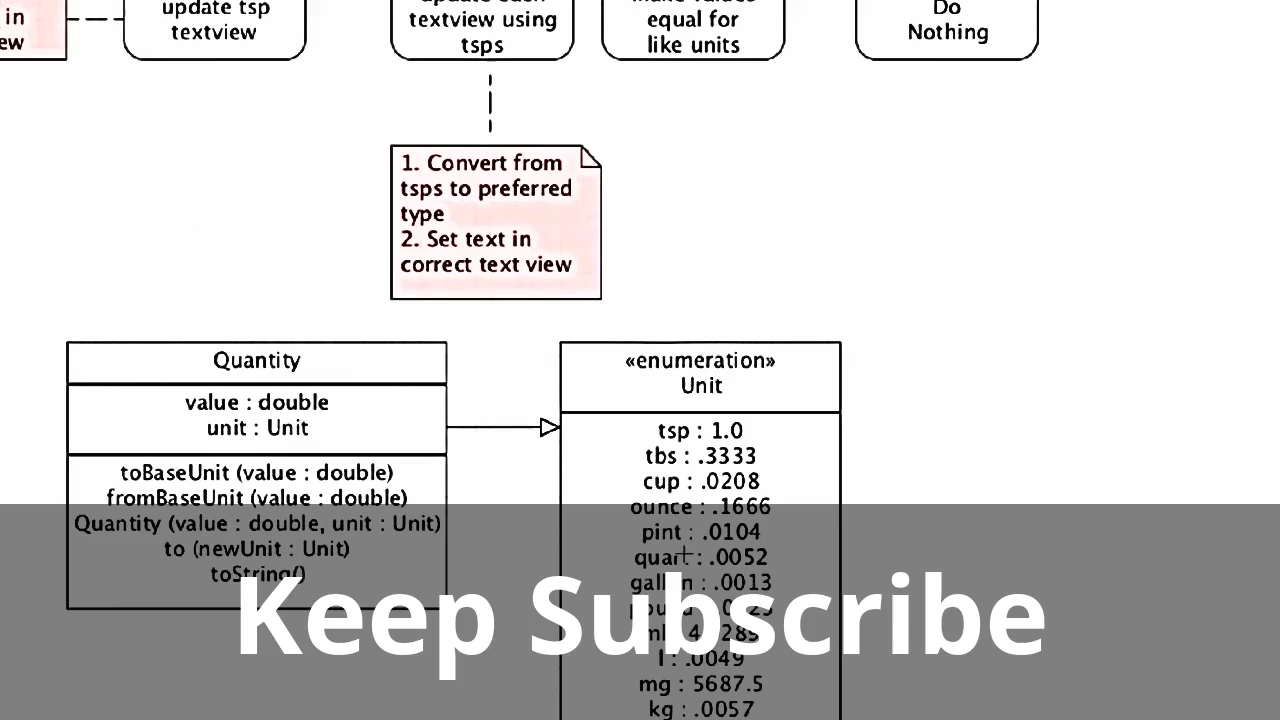 in
ew
update tsp
textview
textview using
tsps
equal for
like units
Do
Nothing
1. Convert from
tsps to preferred
type
2. Set text in
correct text view
Quantity
value : double
unit : Unit
toBaseUnit (value : double)
fromBaseUnit (value : double)
Quantity (value : double, unit : Unit)
to (newUnit : Unit)
toString()
«enumeration»
Unit
tsp : 1.0
tbs : .3333
cup : .0208
ounce : .1666
pint : .0104
quart : .0052
gallon : .0013
l : .0049
mg : 5687.5
kg : .0057
Keep Subscribe